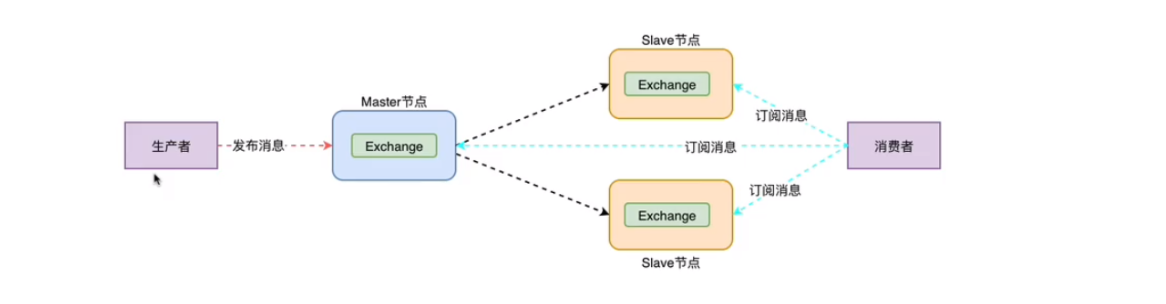 Slave节点
Exchange
订阅消息
Master节点
生产者
发布消息
Exchange
订阅消息
消费者
订阅消息
Exchange
Slave节点